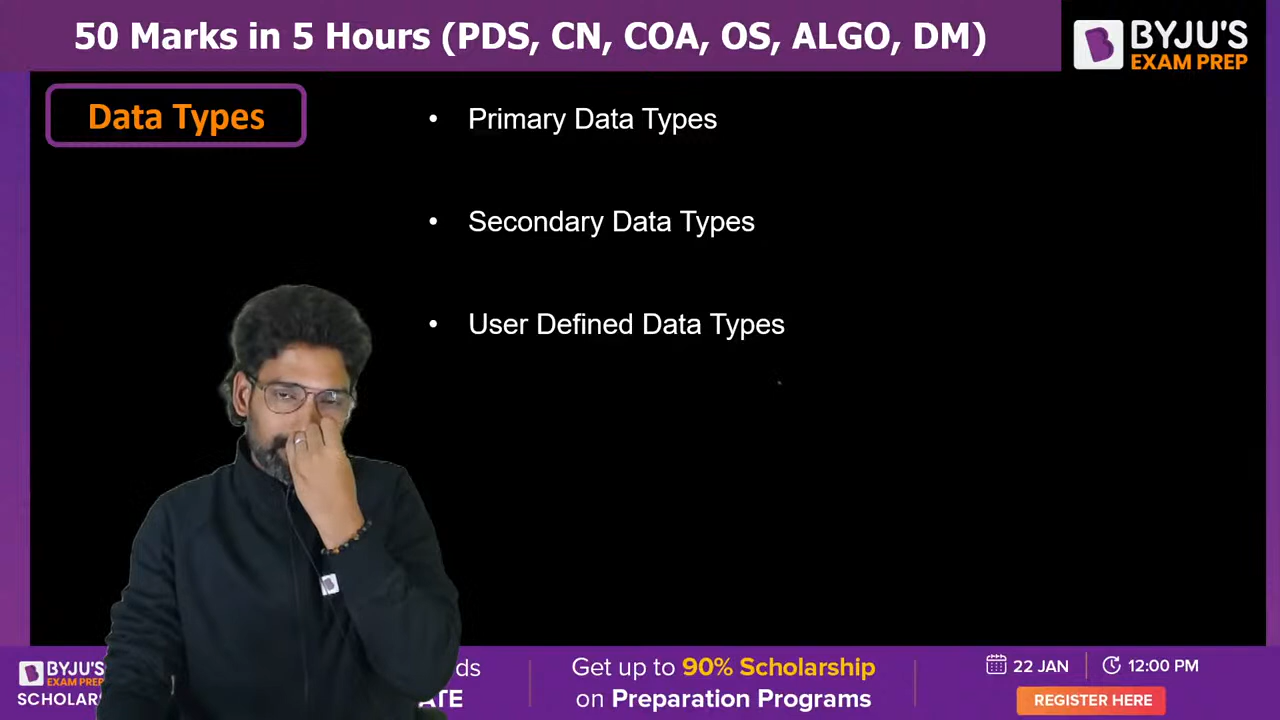 50 Marks in 5 Hours (PDS, CN, COA, OS, ALGO, DM)
BYJU'S
EXAM PREP
Data Types
• Primary Data Types
• Secondary Data Types
• User Defined Data Types
BYJU'S
EXAM PREP
Get up to 90% Scholarship
on Preparation Programs
22 JAN
12:00 PM
REGISTER HERE